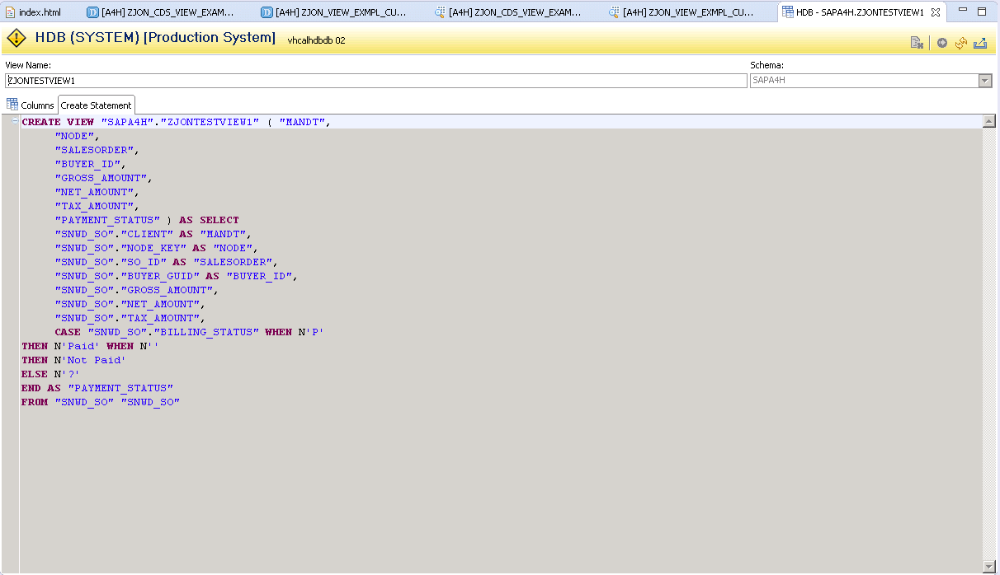 index.html [A4H] ZJON_CDS_VIEW_EXAM... [A4H] ZJON_VIEW_EXMPL_CU... [A4H] ZJON_CDS_VIEW_EXAM... [A4H] ZJON_VIEW_EXMPL_CU... HDB - SAPA4H.ZJONTESTVIEW1
HDB (SYSTEM) [Production System] vhcalhdbdb 02
View Name: Schema:
ZJONTESTVIEW1 SAPA4H
Columns Create Statement
CREATE VIEW "SAPA4H"."ZJONTESTVIEW1" ( "MANDT",
"NODE",
"SALESORDER",
"BUYER_ID",
"GROSS_AMOUNT",
"NET_AMOUNT",
"TAX_AMOUNT",
"PAYMENT_STATUS" ) AS SELECT
"SNWD_SO"."CLIENT" AS "MANDT",
"SNWD_SO"."NODE_KEY" AS "NODE",
"SNWD_SO"."SO_ID" AS "SALESORDER",
"SNWD_SO"."BUYER_GUID" AS "BUYER_ID",
"SNWD_SO"."GROSS_AMOUNT",
"SNWD_SO"."NET_AMOUNT",
"SNWD_SO"."TAX_AMOUNT",
CASE "SNWD_SO"."BILLING_STATUS" WHEN N'P'
THEN N'Paid' WHEN N''
THEN N'Not Paid'
ELSE N'?'
END AS "PAYMENT_STATUS"
FROM "SNWD_SO" "SNWD_SO"